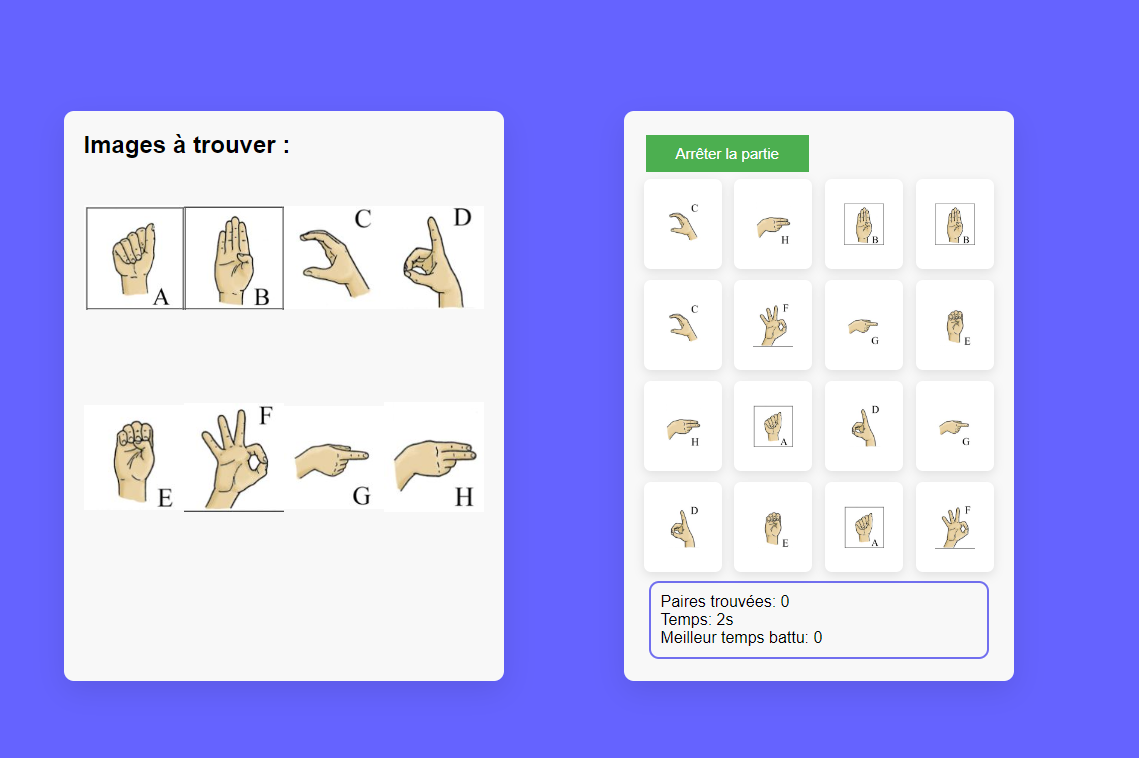 Images à trouver :
A B C D
E F G H
Arrêter la partie
C H B B
C F G E
H A D G
D E A F
Paires trouvées: 0
Temps: 2s
Meilleur temps battu: 0